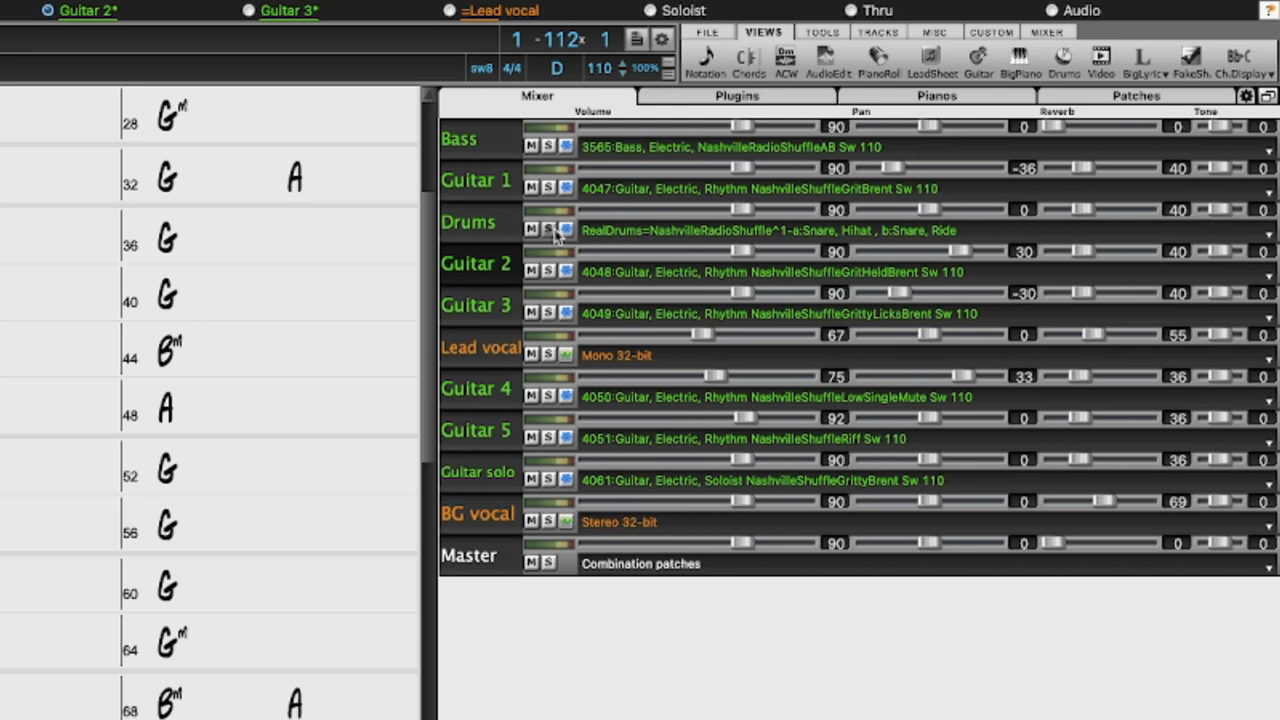 Guitar 2* Guitar 3* =Lead vocal Soloist Thru Audio
1 -112x 1
FILE VIEWS TOOLS TRACKS MISC CUSTOM MIXER
sw8 4/4 D 110 100%
Notation Chords ACW AudioEdit PianoRoll LeadSheet Guitar BigPiano Drums Video BigLyric FakeSh. Ch.Display
Mixer Plugins Pianos Patches
Volume Pan Reverb Tone
Bass 90 0 0 0
M S 3565:Bass, Electric, NashvilleRadioShuffleAB Sw 110
Guitar 1 90 -36 40 0
M S 4047:Guitar, Electric, Rhythm NashvilleShuffleGritBrent Sw 110
Drums 90 0 40 0
M S RealDrums=NashvilleRadioShuffle^1-a:Snare, Hihat , b:Snare, Ride
Guitar 2 90 30 40 0
M S 4048:Guitar, Electric, Rhythm NashvilleShuffleGritHeldBrent Sw 110
Guitar 3 90 -30 40 0
M S 4049:Guitar, Electric, Rhythm NashvilleShuffleGrittyLicksBrent Sw 110
Lead vocal 67 0 55 0
M S Mono 32-bit
Guitar 4 75 33 36 0
M S 4050:Guitar, Electric, Rhythm NashvilleShuffleLowSingleMute Sw 110
Guitar 5 92 0 36 0
M S 4051:Guitar, Electric, Rhythm NashvilleShuffleRiff Sw 110
Guitar solo 90 0 36 0
M S 4061:Guitar, Electric, Soloist NashvilleShuffleGrittyBrent Sw 110
BG vocal 90 0 69 0
M S Stereo 32-bit
Master 90 0 0 0
M S Combination patches
28 Gm
32 G A
36 G
40 G
44 Bm
48 A
52 G
56 G
60 G
64 Gm
68 Bm A